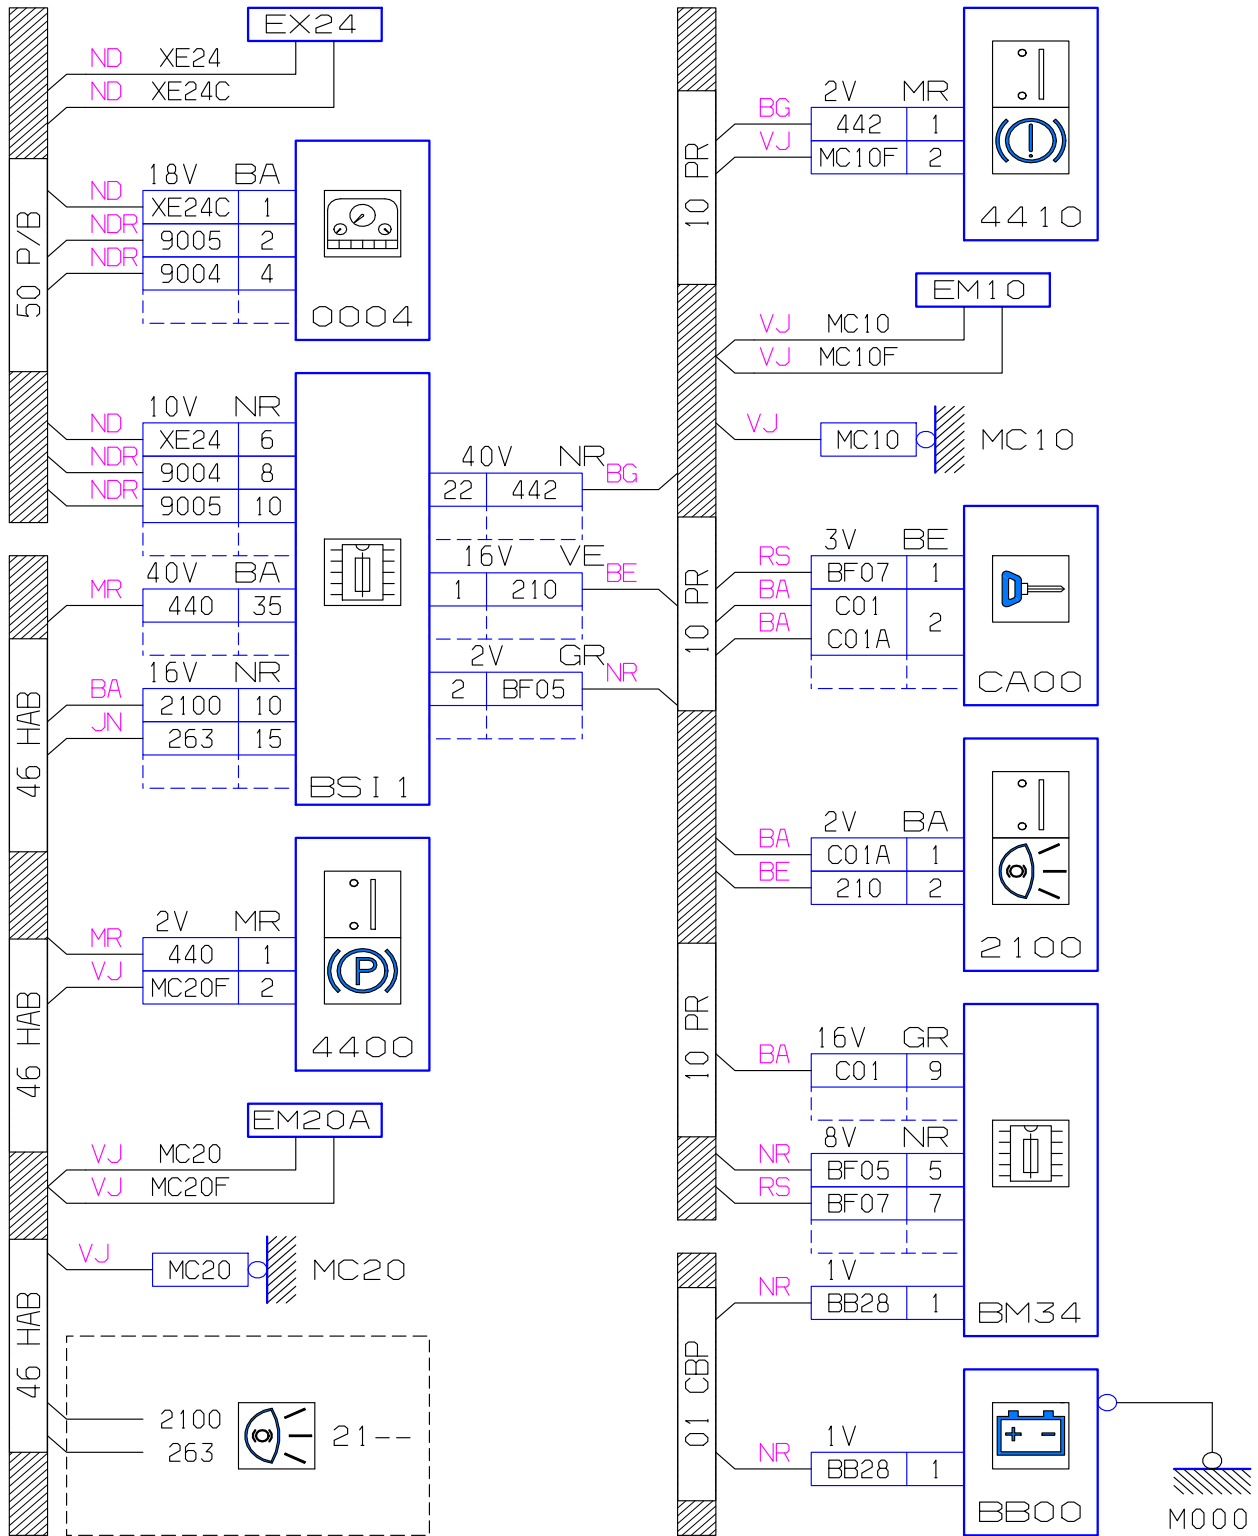 EX24
ND XE24
ND XE24C
50 P/B
18V BA
ND XE24C 1
NDR 9005 2
NDR 9004 4
0004
10V NR
ND XE24 6
NDR 9004 8
NDR 9005 10
40V BA
MR 440 35
16V NR
BA 2100 10
JN 263 15
40V NR
22 442 BG
16V VE
1 210 BE
2V GR
2 BF05 NR
BSI 1
46 HAB
2V MR
MR 440 1
VJ MC20F 2
4400
46 HAB
EM20A
VJ MC20
VJ MC20F
VJ MC20 MC20
46 HAB
2100
263
21--
10 PR
2V MR
BG 442 1
VJ MC10F 2
4410
EM10
VJ MC10
VJ MC10F
VJ MC10 MC10
10 PR
3V BE
RS BF07 1
BA C01
2
BA C01A
CA00
2V BA
BA C01A 1
BE 210 2
2100
10 PR
16V GR
BA C01 9
8V NR
NR BF05 5
RS BF07 7
1V
NR BB28 1
BM34
01 CBP
1V
NR BB28 1
+ -
BB00
M000
P
!